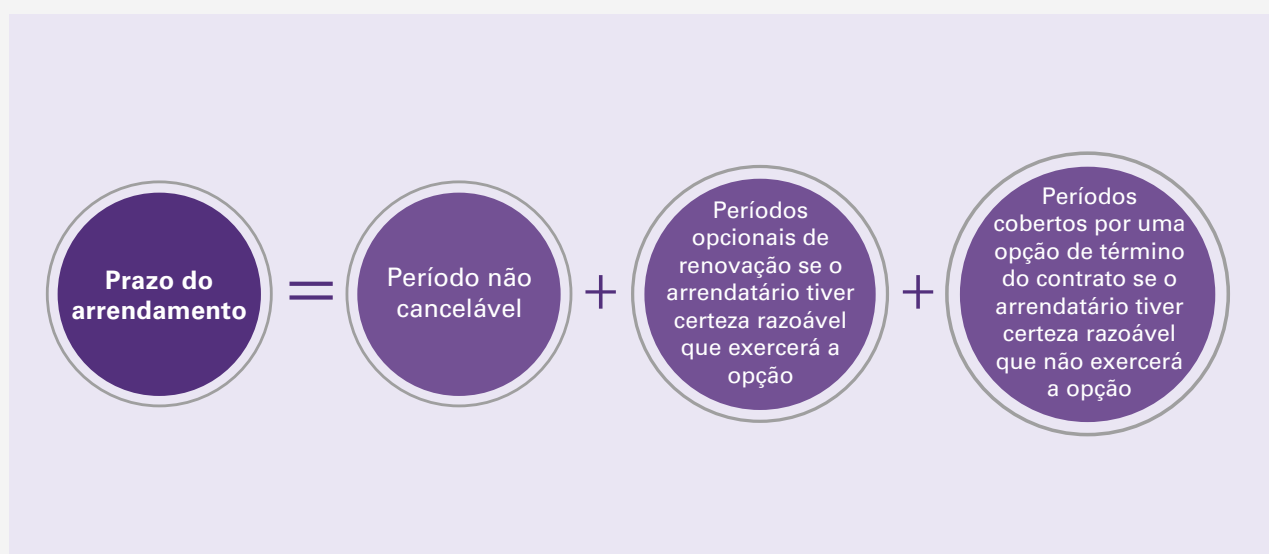 Prazo do
arrendamento
=
Período não
cancelável
+
Períodos
opcionais de
renovação se o
arrendatário tiver
certeza razoável
que exercerá a
opção
+
Períodos
cobertos por uma
opção de término
do contrato se o
arrendatário tiver
certeza razoável
que não exercerá
a opção